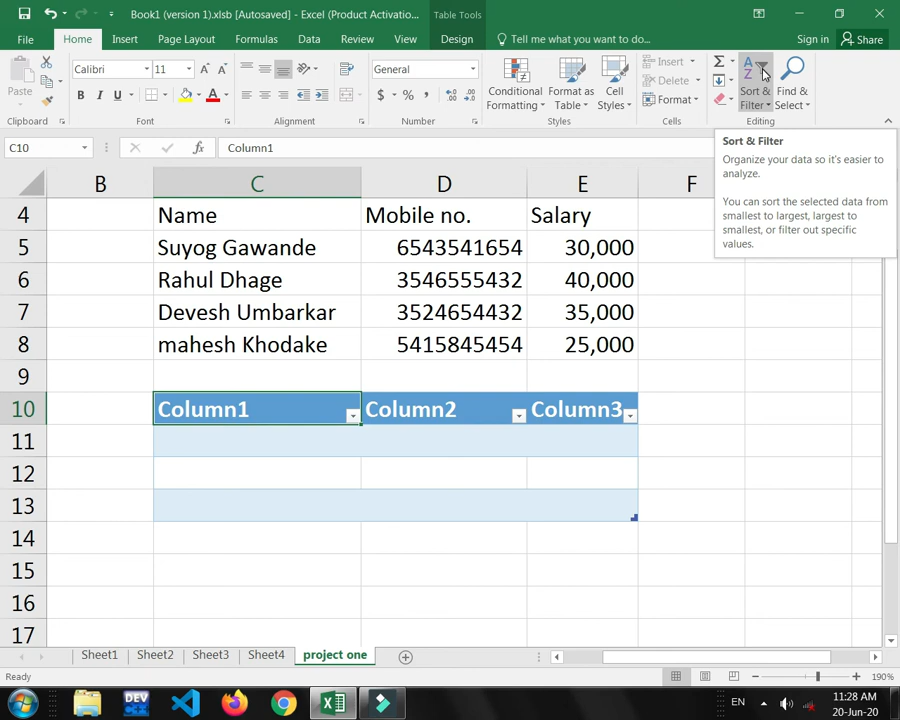 Book1 (version 1).xlsb [Autosaved] - Excel (Product Activatio...
Table Tools
File
Home
Insert
Page Layout
Formulas
Data
Review
View
Design
Tell me what you want to do...
Sign in
Share
Paste
Calibri
11
B I U
A
General
$ % ,
Conditional Formatting
Format as Table
Cell Styles
Insert
Delete
Format
Sort & Filter
Find & Select
Clipboard
Font
Alignment
Number
Styles
Cells
Editing
C10
fx
Column1
Sort & Filter
Organize your data so it's easier to
analyze.
You can sort the selected data from
smallest to largest, largest to
smallest, or filter out specific
values.
B C D E F
4 Name Mobile no. Salary
5 Suyog Gawande 6543541654 30,000
6 Rahul Dhage 3546555432 40,000
7 Devesh Umbarkar 3524654432 35,000
8 mahesh Khodake 5415845454 25,000
9
10 Column1 Column2 Column3
11
12
13
14
15
16
17
Sheet1 Sheet2 Sheet3 Sheet4 project one
Ready
190%
DEV
EN
11:28 AM
20-Jun-20